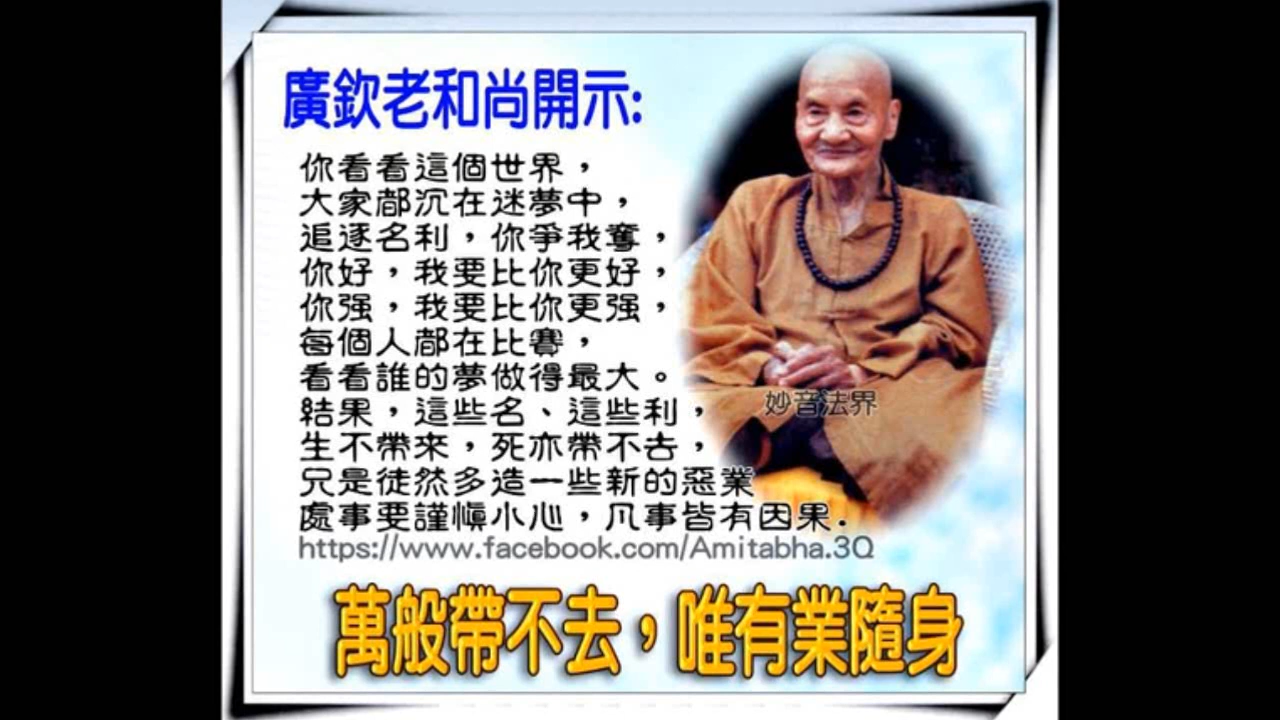 廣欽老和尚開示:
你看看這個世界，
大家都沉在迷夢中，
追逐名利，你爭我奪，
你好，我要比你更好，
你强，我要比你更强，
每個人都在比賽，
看看誰的夢做得最大。
結果，這些名、這些利，
生不帶來，死亦帶不去，
只是徒然多造一些新的惡業
處事要謹慎小心，凡事皆有因果.
妙音法界
https://www.facebook.com/Amitabha.3Q
萬般帶不去，唯有業隨身